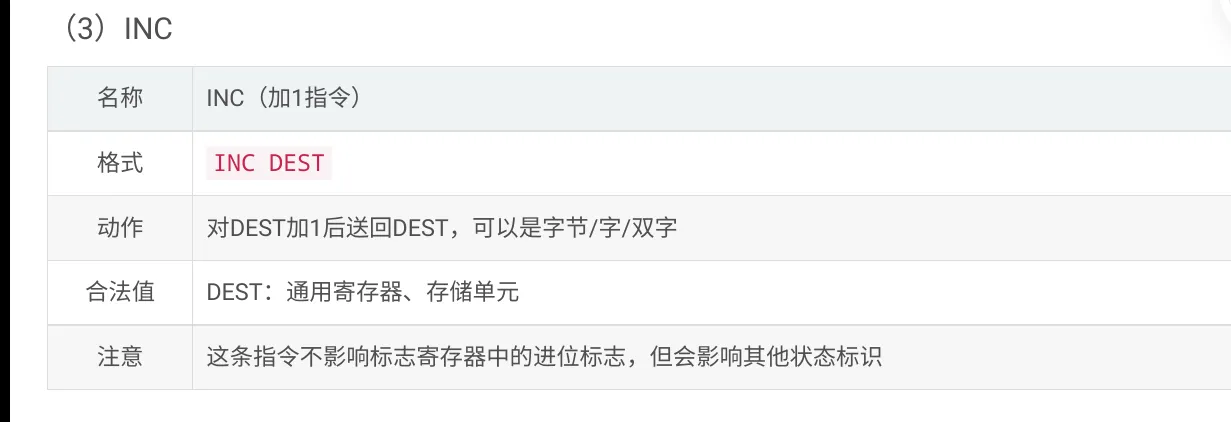 （3）INC
名称 INC（加1指令）
格式 INC DEST
动作 对DEST加1后送回DEST，可以是字节/字/双字
合法值 DEST：通用寄存器、存储单元
注意 这条指令不影响标志寄存器中的进位标志，但会影响其他状态标识